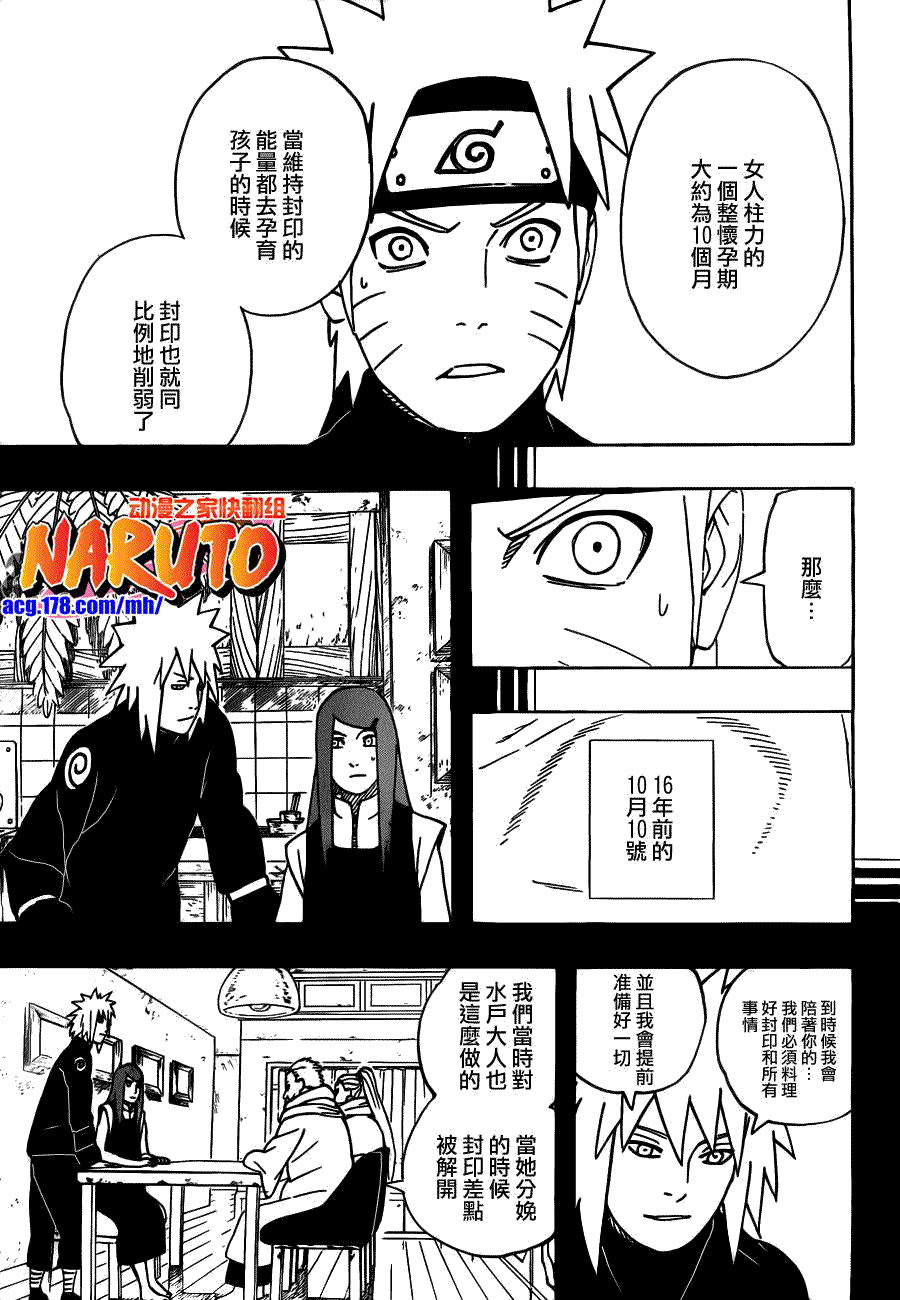 女人柱力的
一個整懷孕期
大約為10個月
當維持封印的
能量都去孕育
孩子的時候
封印也就同
比例地削弱了
那麼…
动漫之家快翻组
NARUTO
acg.178.com/mh/
16年前的
10月10號
到時候我會
陪著你的…
我們必須料理
好封印和所有
事情
並且我會提前
准備好一切
我們當時對
水戶大人也
是這麼做的
當她分娩
的時候
封印差點
被解開